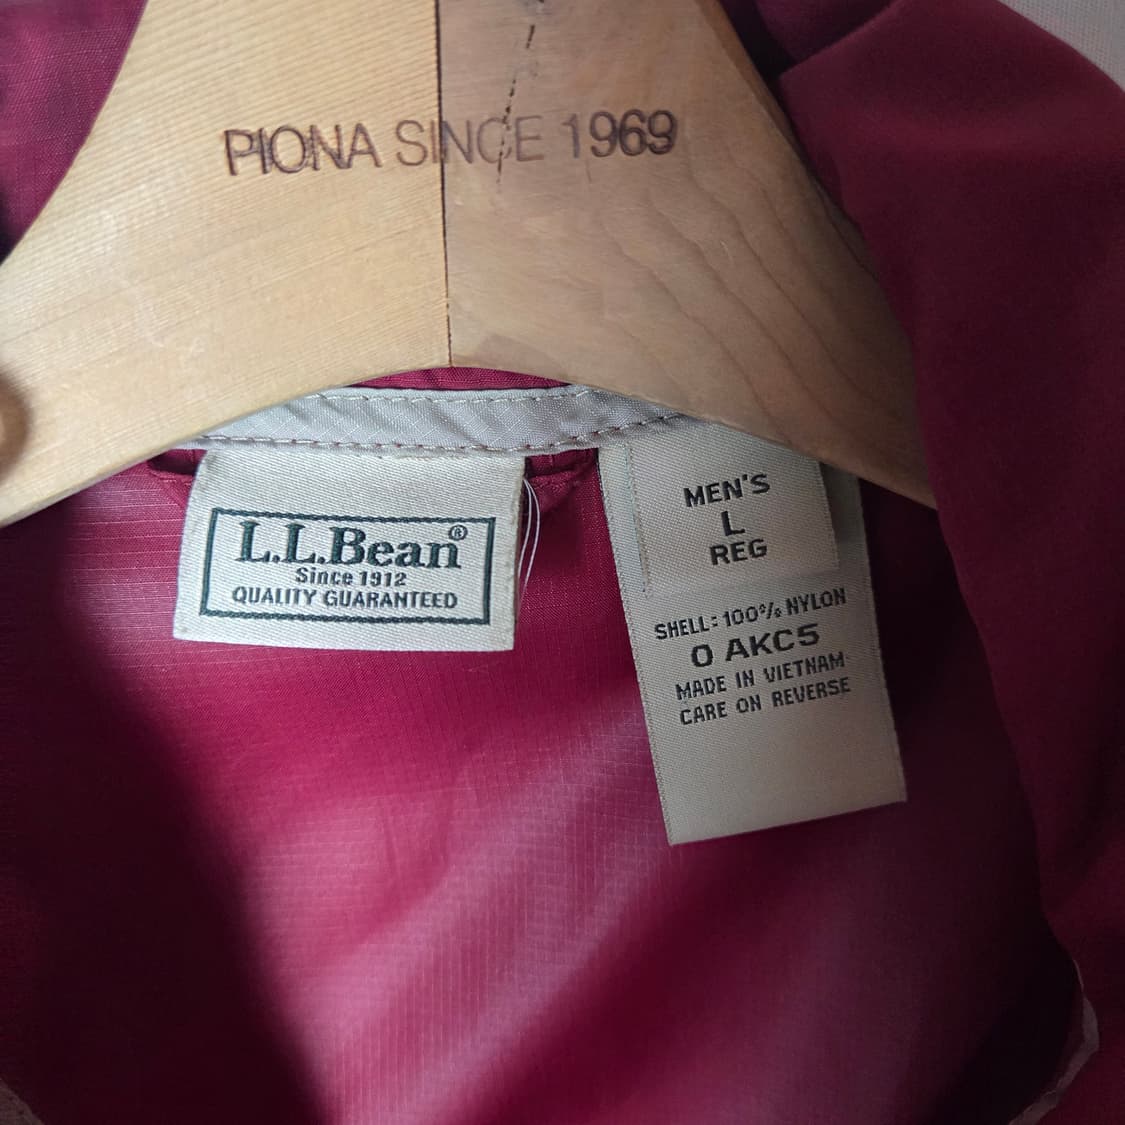 PIONA SINCE 1969
L.L.Bean®
Since 1912
QUALITY GUARANTEED
MEN'S
L
REG
SHELL: 100% NYLON
0 AKC5
MADE IN VIETNAM
CARE ON REVERSE